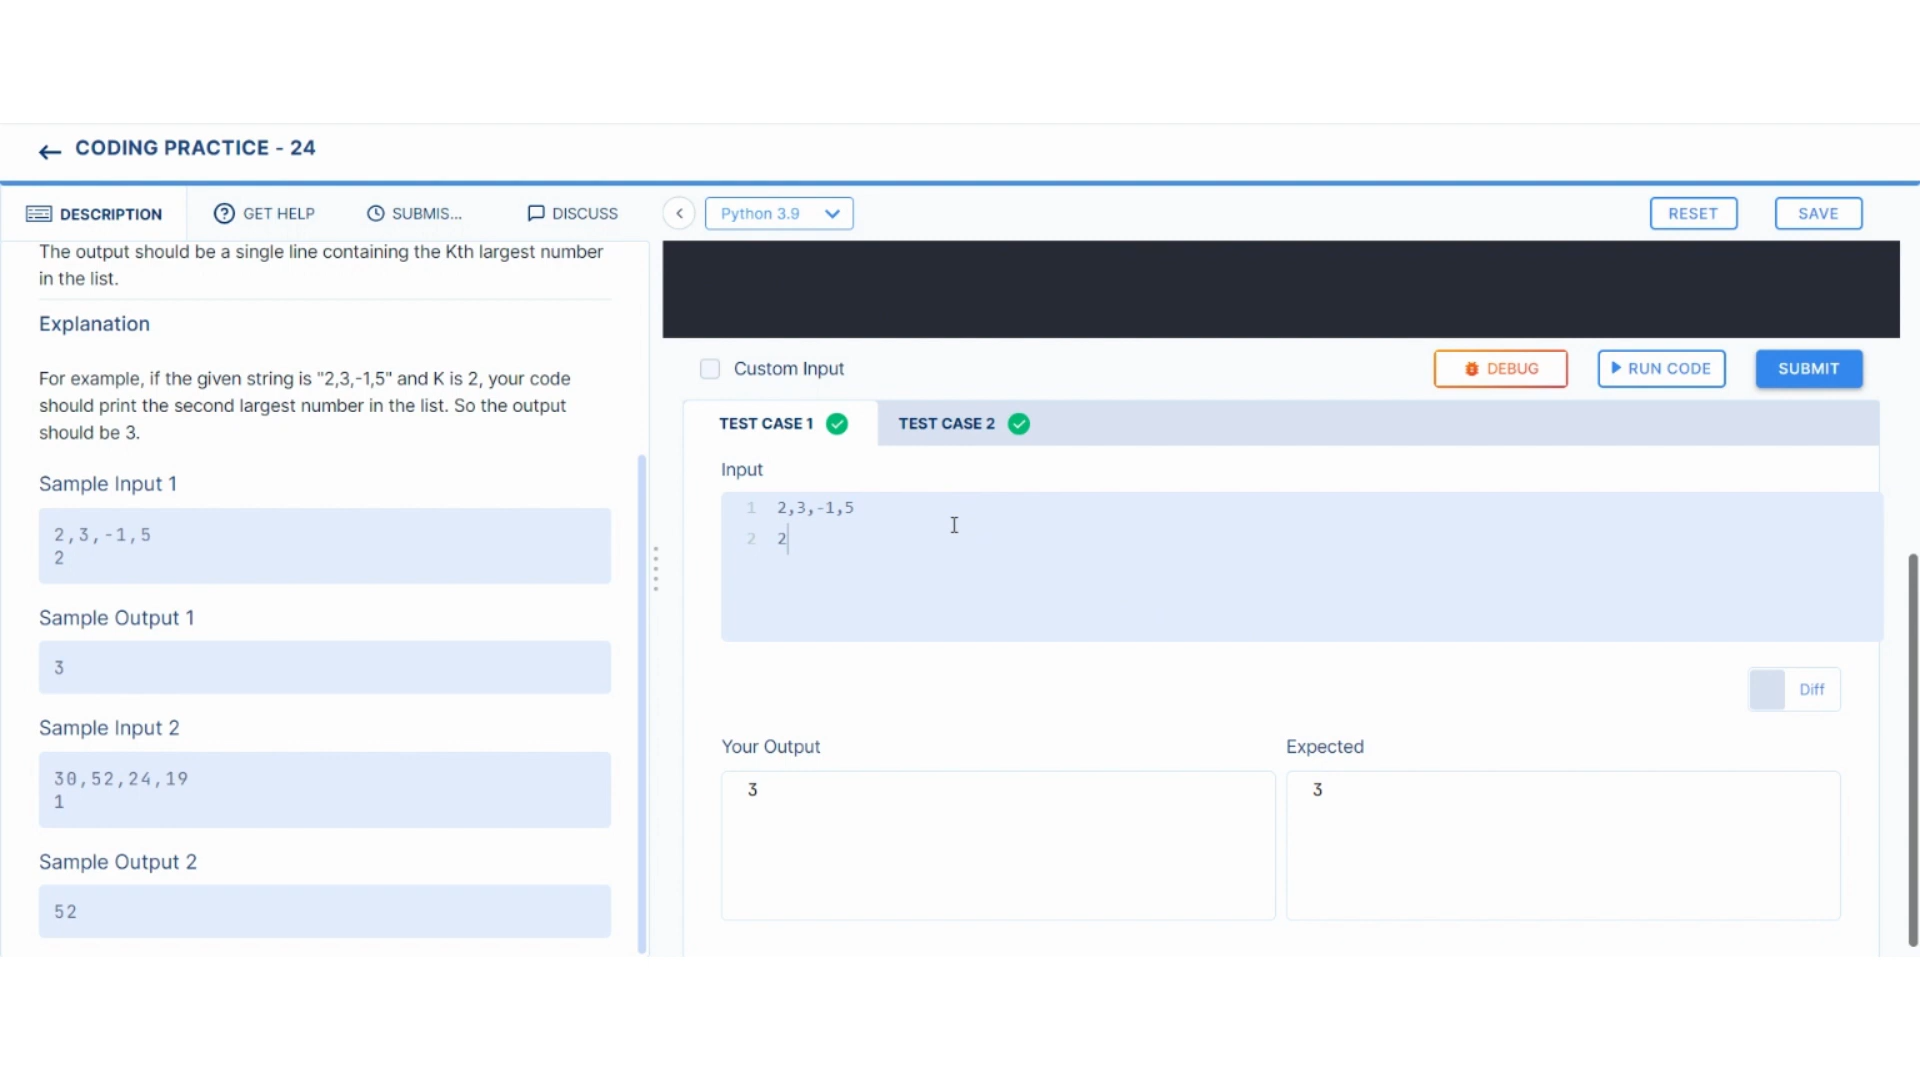 CODING PRACTICE - 24
DESCRIPTION
GET HELP
SUBMIS...
DISCUSS
Python 3.9
RESET
SAVE
The output should be a single line containing the Kth largest number
in the list.
Explanation
For example, if the given string is "2,3,-1,5" and K is 2, your code
should print the second largest number in the list. So the output
should be 3.
Sample Input 1
2,3,-1,5
2
Sample Output 1
3
Sample Input 2
30,52,24,19
1
Sample Output 2
52
Custom Input
DEBUG
RUN CODE
SUBMIT
TEST CASE 1
TEST CASE 2
Input
1 2,3,-1,5
2 2
Diff
Your Output
Expected
3
3